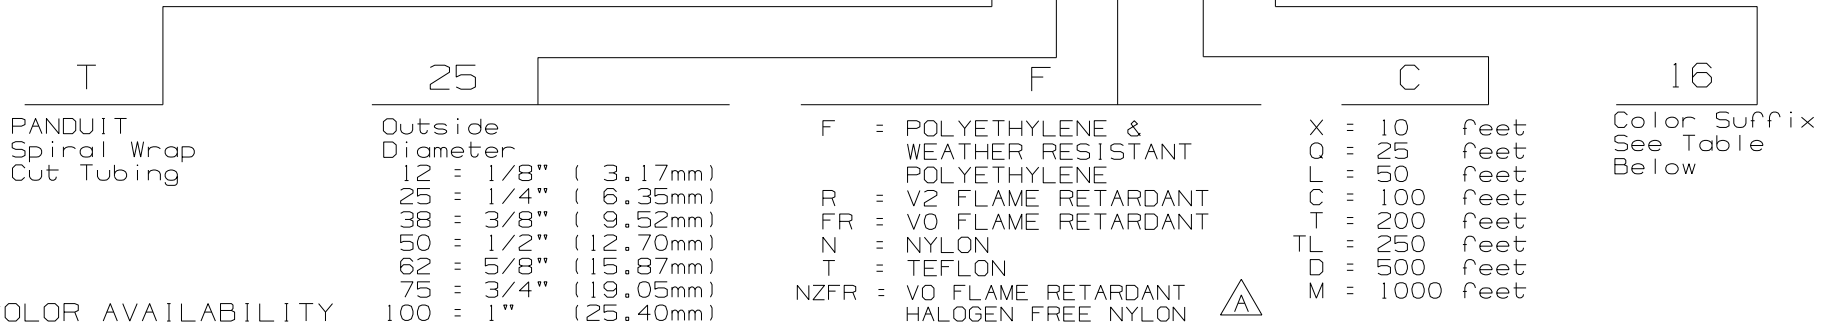 T
25
F
C
16
PANDUIT
Spiral Wrap
Cut Tubing
Outside
Diameter
12 = 1/8" ( 3.17mm)
25 = 1/4" ( 6.35mm)
38 = 3/8" ( 9.52mm)
50 = 1/2" (12.70mm)
62 = 5/8" (15.87mm)
75 = 3/4" (19.05mm)
100 = 1" (25.40mm)
F = POLYETHYLENE &
WEATHER RESISTANT
POLYETHYLENE
R = V2 FLAME RETARDANT
FR = V0 FLAME RETARDANT
N = NYLON
T = TEFLON
NZFR = V0 FLAME RETARDANT
HALOGEN FREE NYLON
A
X = 10 feet
Q = 25 feet
L = 50 feet
C = 100 feet
T = 200 feet
TL = 250 feet
D = 500 feet
M = 1000 feet
Color Suffix
See Table
Below
OLOR AVAILABILITY